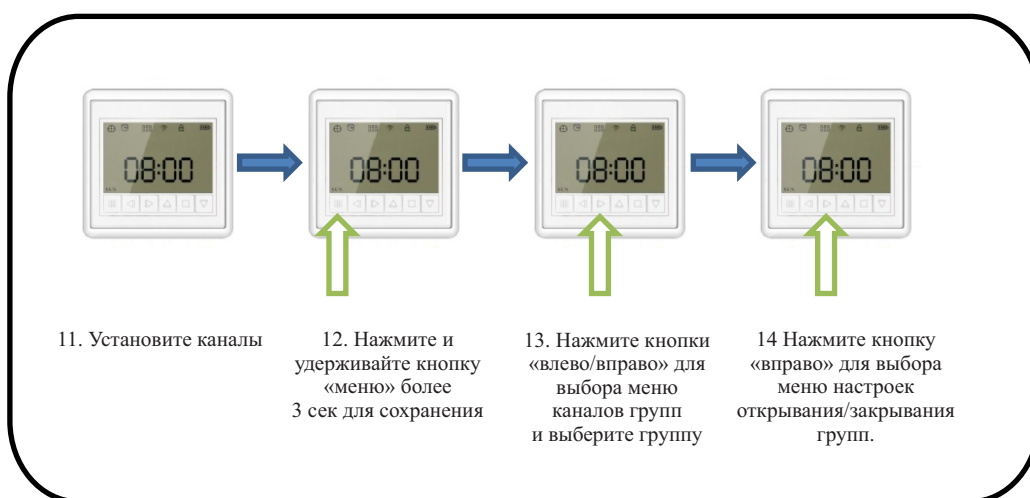 08:00
08:00
08:00
08:00
11. Установите каналы
12. Нажмите и
удерживайте кнопку
«меню» более
3 сек для сохранения
13. Нажмите кнопки
«влево/вправо» для
выбора меню
каналов групп
и выберите группу
14 Нажмите кнопку
«вправо» для выбора
меню настроек
открывания/закрывания
групп.